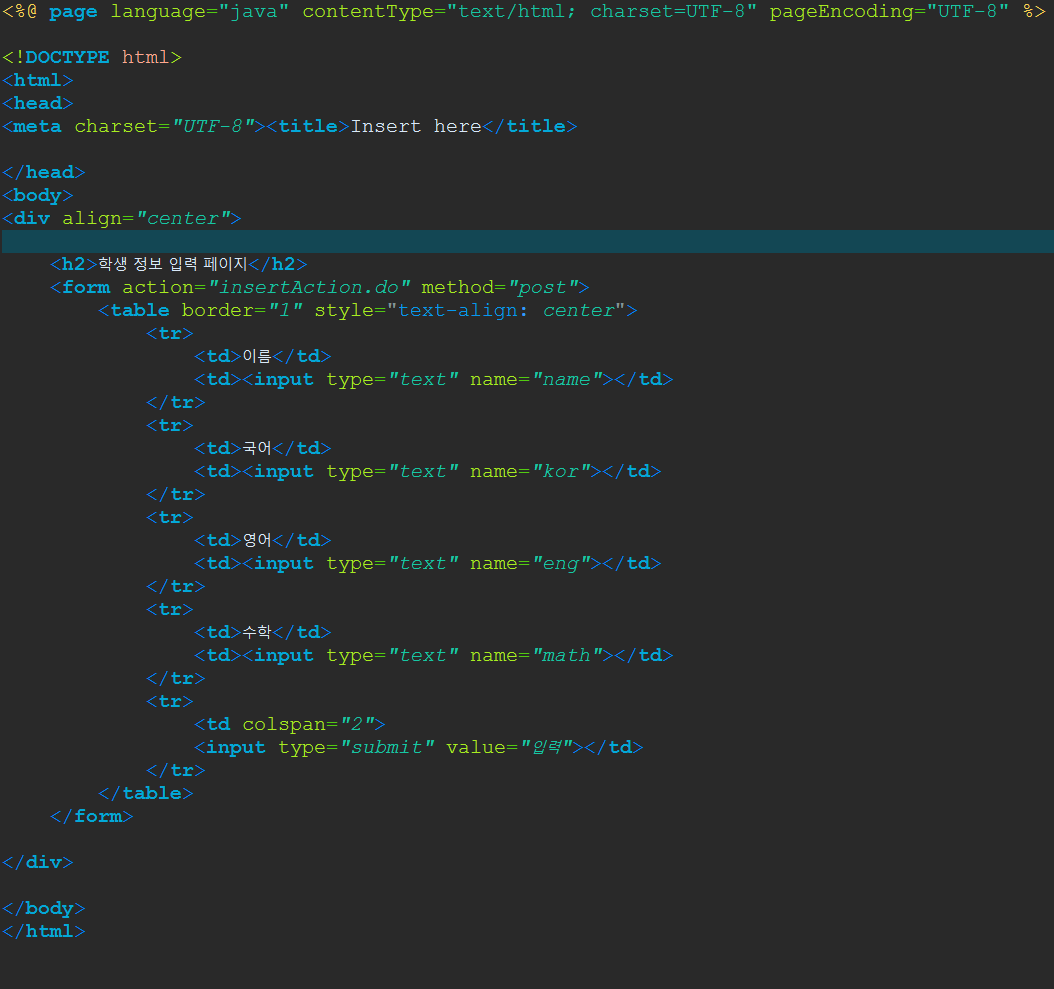 <%@ page language="java" contentType="text/html; charset=UTF-8" pageEncoding="UTF-8" %>
<!DOCTYPE html>
<html>
<head>
<meta charset="UTF-8"><title>Insert here</title>
</head>
<body>
<div align="center">
<h2>학생 정보 입력 페이지</h2>
<form action="insertAction.do" method="post">
<table border="1" style="text-align: center">
<tr>
<td>이름</td>
<td><input type="text" name="name"></td>
</tr>
<tr>
<td>국어</td>
<td><input type="text" name="kor"></td>
</tr>
<tr>
<td>영어</td>
<td><input type="text" name="eng"></td>
</tr>
<tr>
<td>수학</td>
<td><input type="text" name="math"></td>
</tr>
<tr>
<td colspan="2">
<input type="submit" value="입력"></td>
</tr>
</table>
</form>
</div>
</body>
</html>